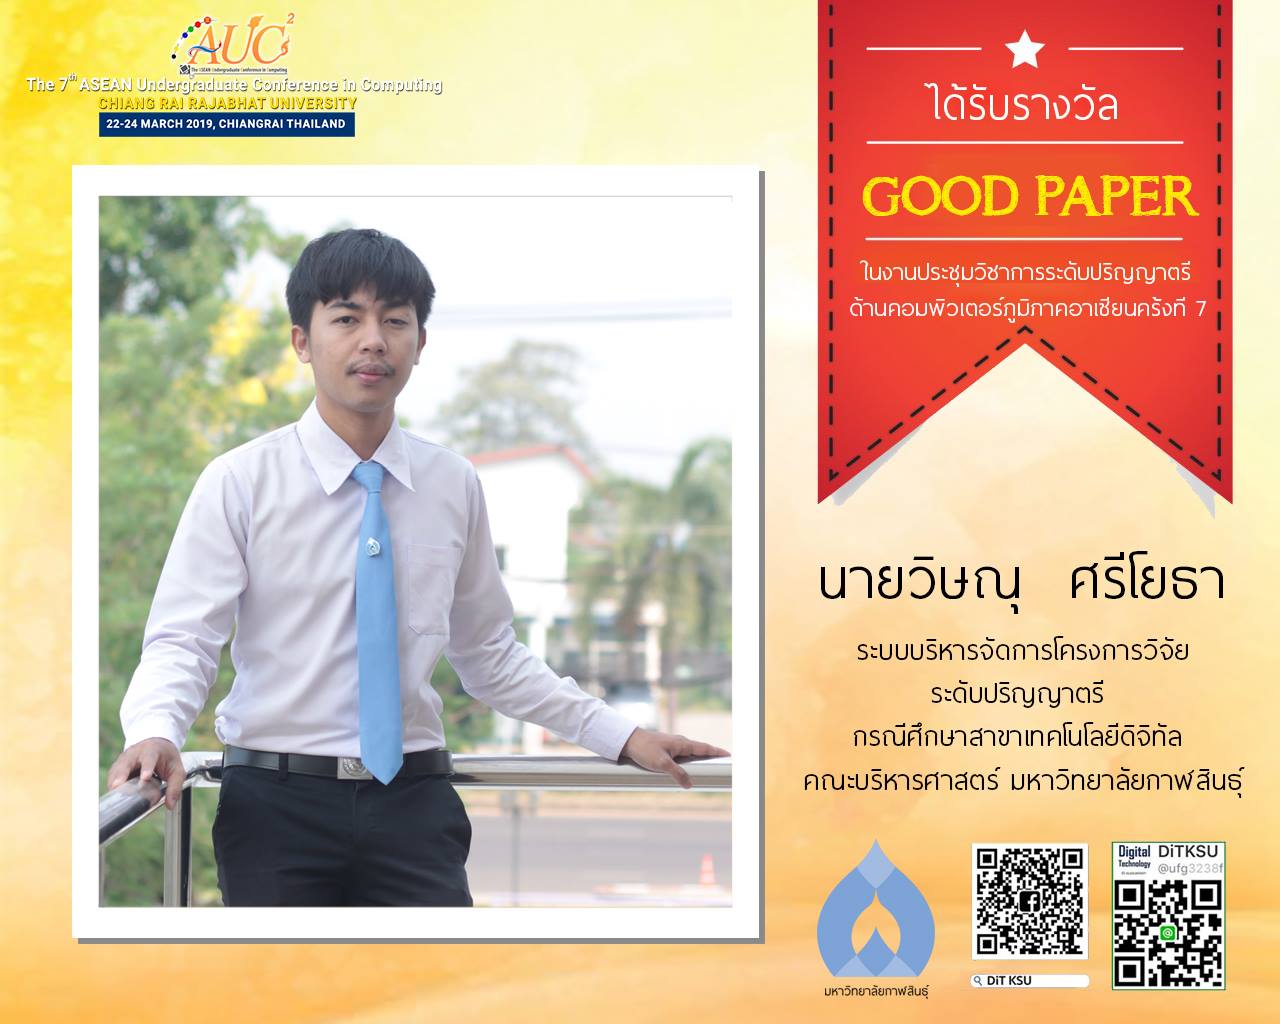 AUC2
The ASEAN Undergraduate Conference in Computing
The 7th ASEAN Undergraduate Conference in Computing
CHIANG RAI RAJABHAT UNIVERSITY
22-24 MARCH 2019, CHIANGRAI THAILAND
ได้รับรางวัล
GOOD PAPER
ในงานประชุมวิชาการระดับปริญญาตรี
ด้านคอมพิวเตอร์ภูมิภาคอาเซียนครั้งที่ 7
นายวิษณุ ศรีโยธา
ระบบบริหารจัดการโครงการวิจัย
ระดับปริญญาตรี
กรณีศึกษาสาขาเทคโนโลยีดิจิทัล
คณะบริหารศาสตร์ มหาวิทยาลัยกาฬสินธุ์
มหาวิทยาลัยกาฬสินธุ์
DiT KSU
Digital Technology
DiTKSU
@ufg3238f